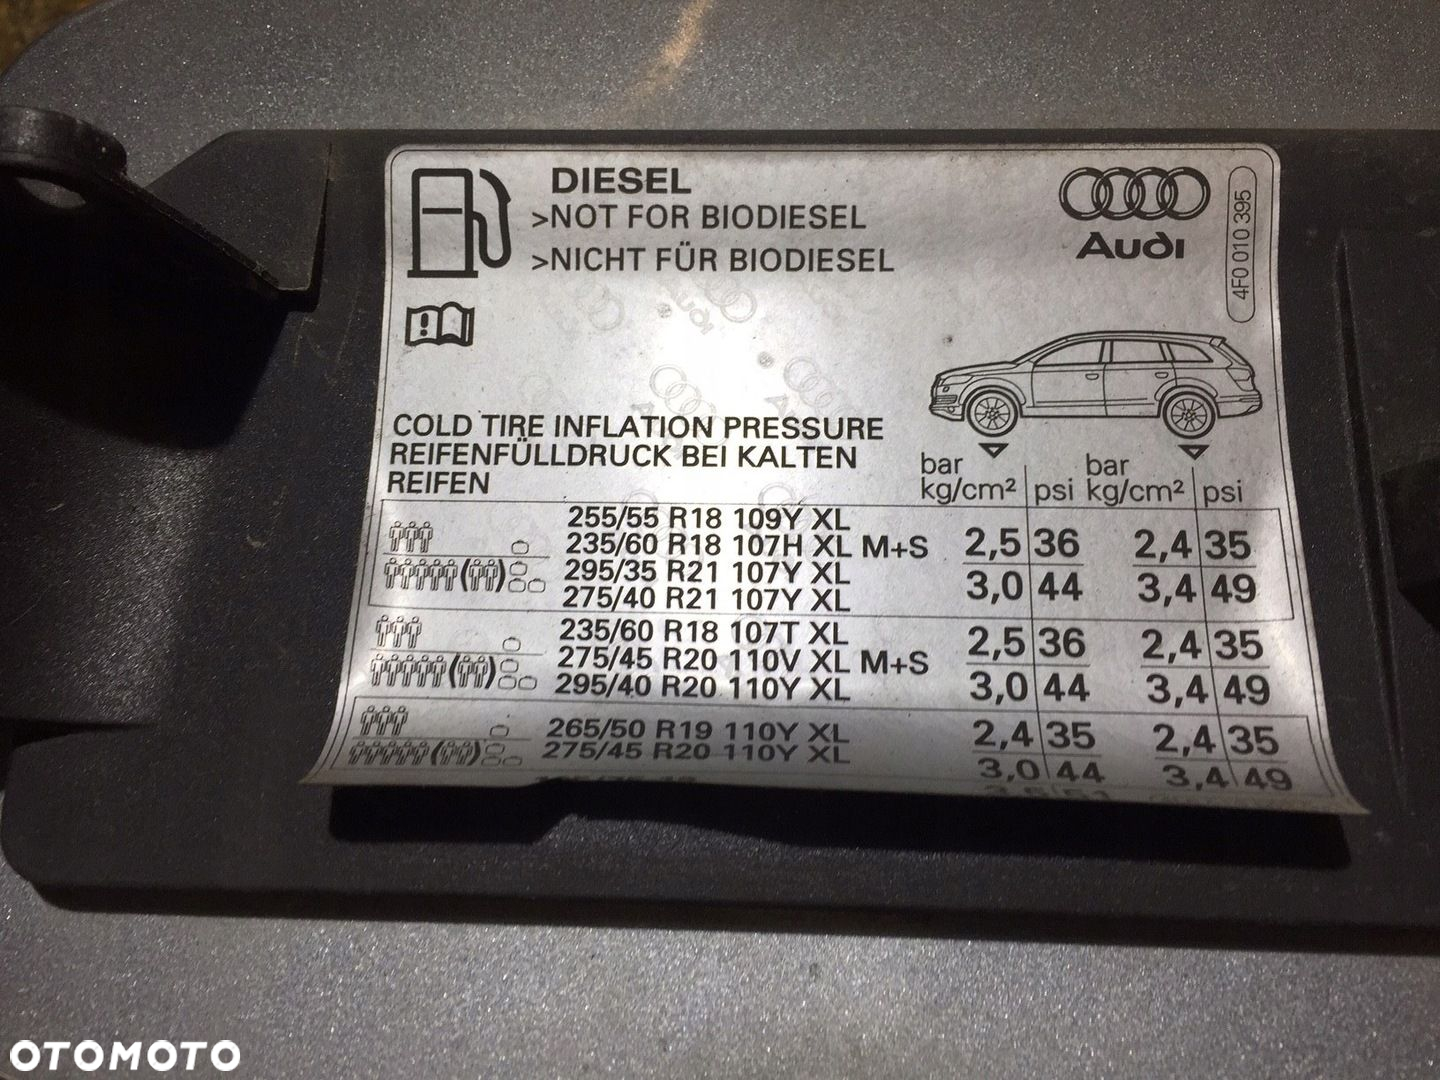 DIESEL
>NOT FOR BIODIESEL
>NICHT FÜR BIODIESEL
Audi
4F0 010 395
COLD TIRE INFLATION PRESSURE
REIFENFÜLLDRUCK BEI KALTEN
REIFEN
bar kg/cm² psi bar kg/cm² psi
255/55 R18 109Y XL
235/60 R18 107H XL M+S 2,5 36 2,4 35
295/35 R21 107Y XL 3,0 44 3,4 49
275/40 R21 107Y XL
235/60 R18 107T XL 2,5 36 2,4 35
275/45 R20 110V XL M+S
295/40 R20 110Y XL 3,0 44 3,4 49
265/50 R19 110Y XL 2,4 35 2,4 35
275/45 R20 110Y XL 3,0 44 3,4 49
OTOMOTO